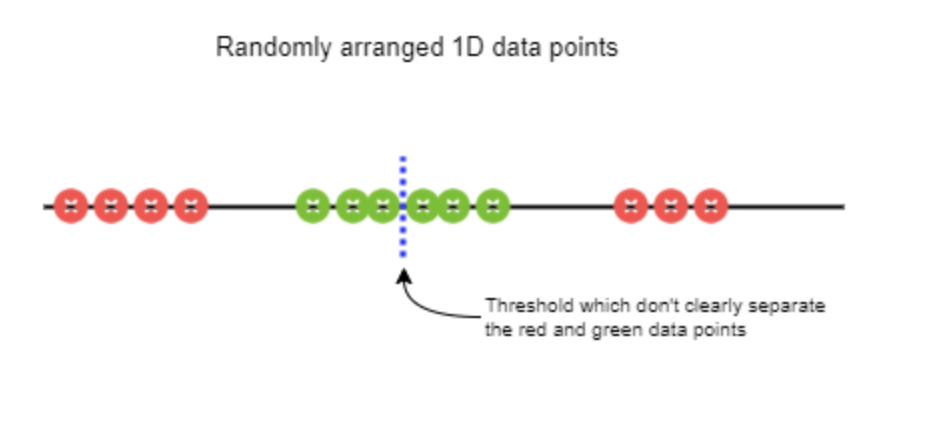 Randomly arranged 1D data points
Threshold which don't clearly separate
the red and green data points